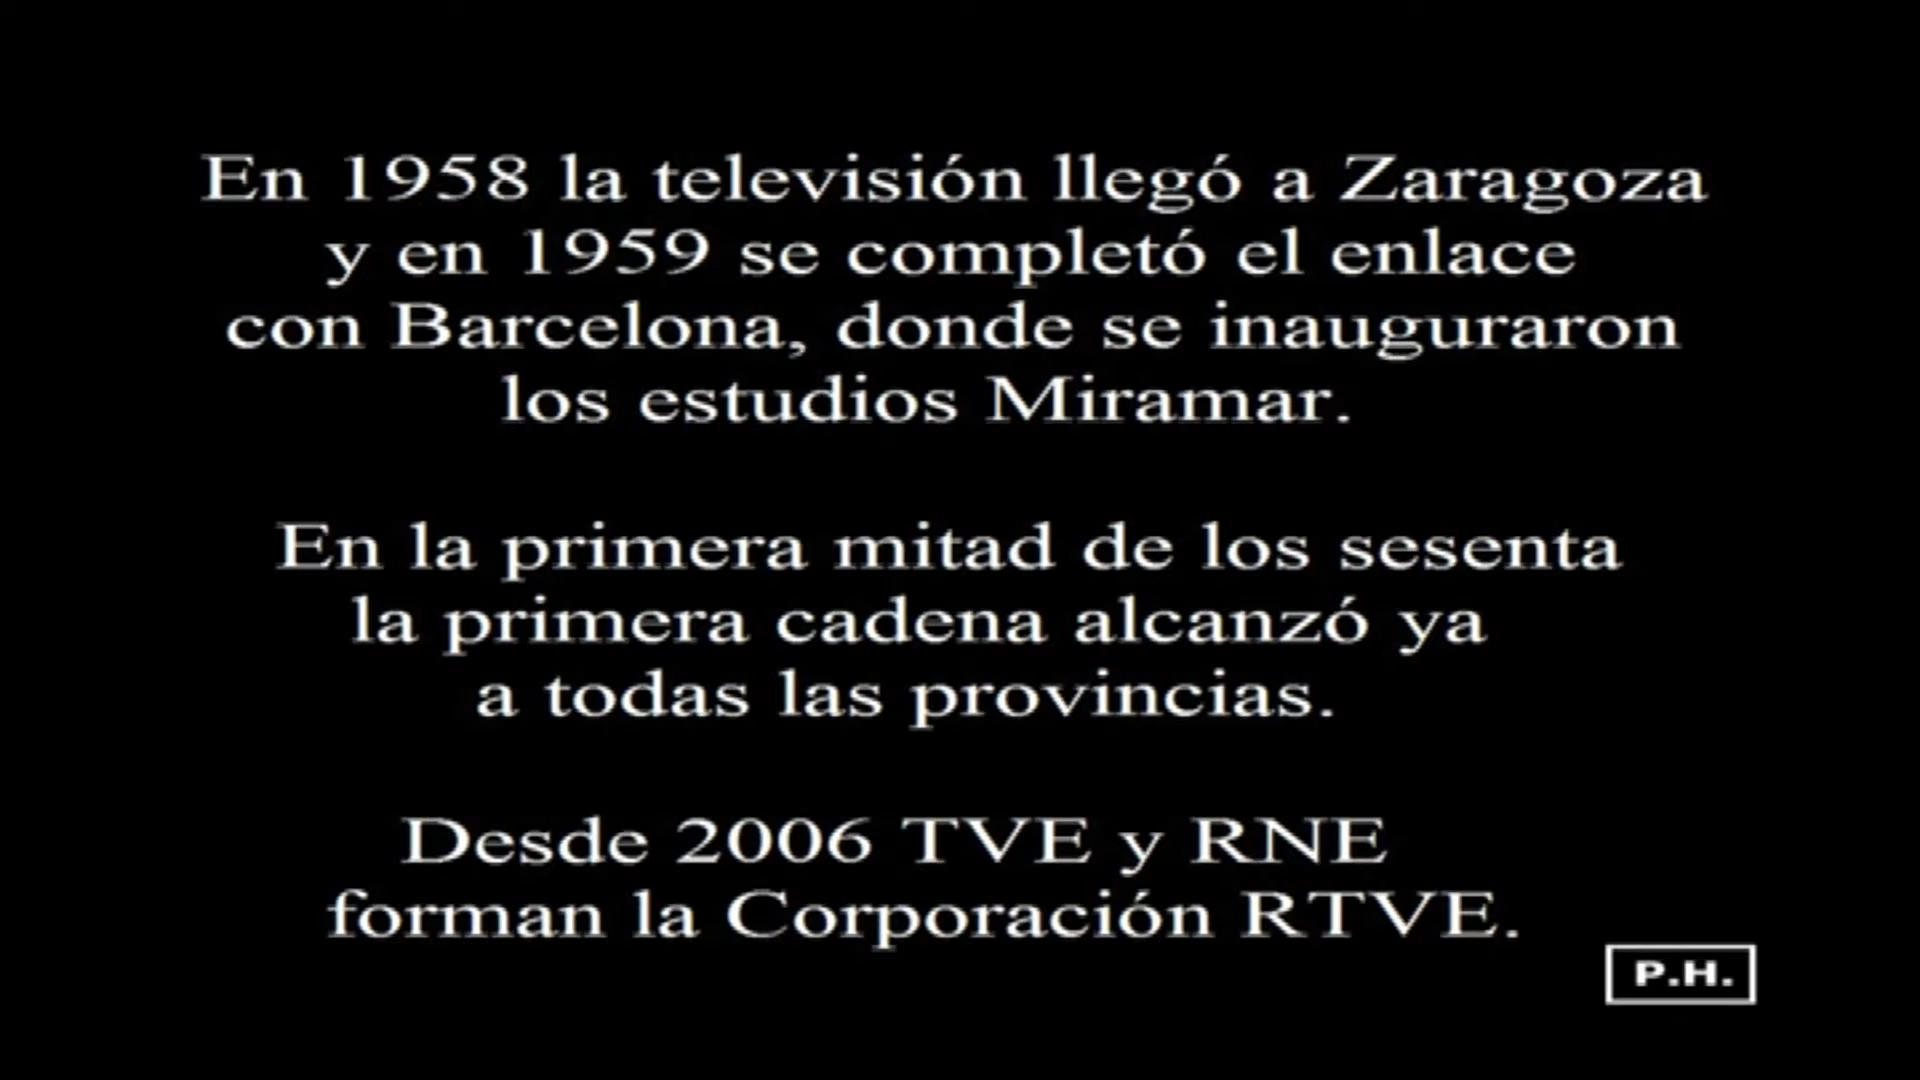 En 1958 la televisión llegó a Zaragoza
y en 1959 se completó el enlace
con Barcelona, donde se inauguraron
los estudios Miramar.
En la primera mitad de los sesenta
la primera cadena alcanzó ya
a todas las provincias.
Desde 2006 TVE y RNE
forman la Corporación RTVE.
P.H.